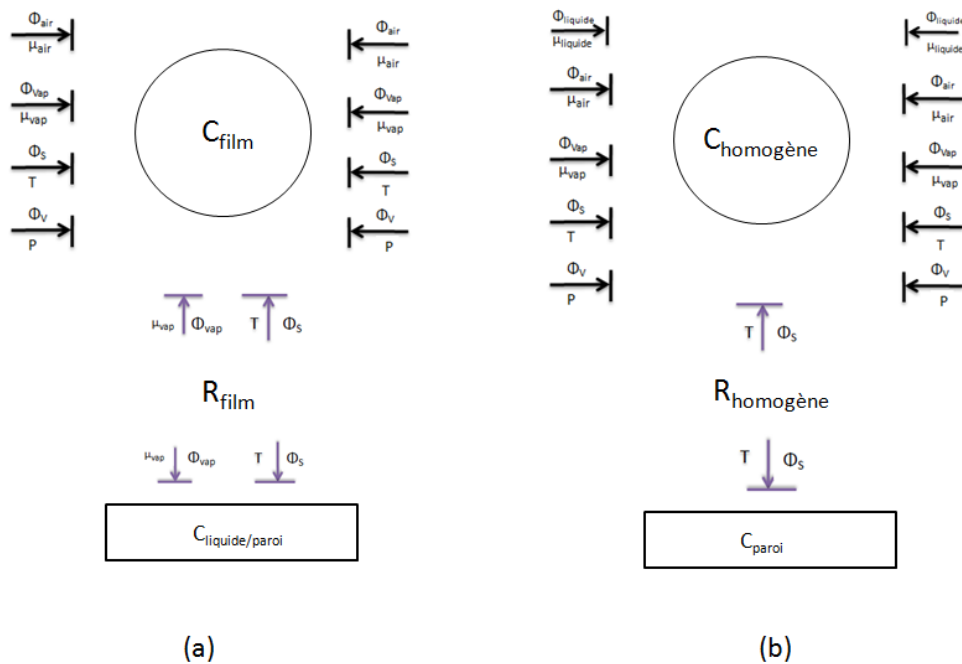 Φair
μair
ΦVap
μvap
ΦS
T
ΦV
P
Cfilm
Φair
μair
ΦVap
μvap
ΦS
T
ΦV
P
μvap Φvap T ΦS
Rfilm
μvap Φvap T ΦS
Cliquide/paroi
(a)
Φliquide
μliquide
Φair
μair
ΦVap
μvap
ΦS
T
ΦV
P
Chomogène
Φliquide
μliquide
Φair
μair
ΦVap
μvap
ΦS
T
ΦV
P
T ΦS
Rhomogène
T ΦS
Cparoi
(b)